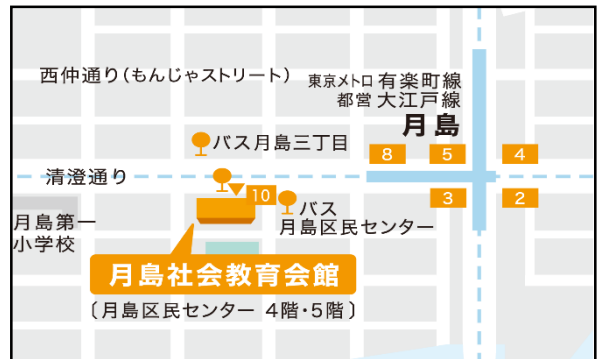 西仲通り（もんじゃストリート）
東京メトロ 有楽町線
都営 大江戸線
月島
バス月島三丁目
8
5
4
清澄通り
10
3
2
バス
月島区民センター
月島第一
小学校
月島社会教育会館
〔月島区民センター 4階・5階〕